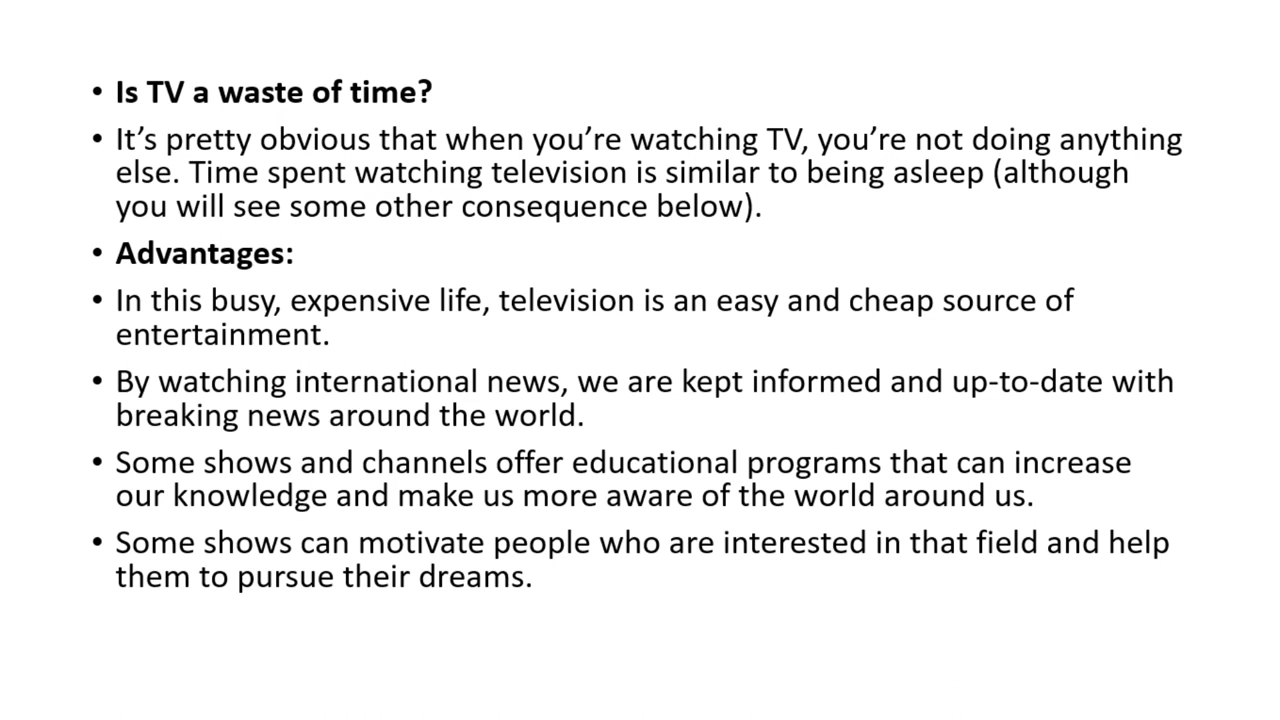 • Is TV a waste of time?
• It’s pretty obvious that when you’re watching TV, you’re not doing anything
else. Time spent watching television is similar to being asleep (although
you will see some other consequence below).
• Advantages:
• In this busy, expensive life, television is an easy and cheap source of
entertainment.
• By watching international news, we are kept informed and up-to-date with
breaking news around the world.
• Some shows and channels offer educational programs that can increase
our knowledge and make us more aware of the world around us.
• Some shows can motivate people who are interested in that field and help
them to pursue their dreams.